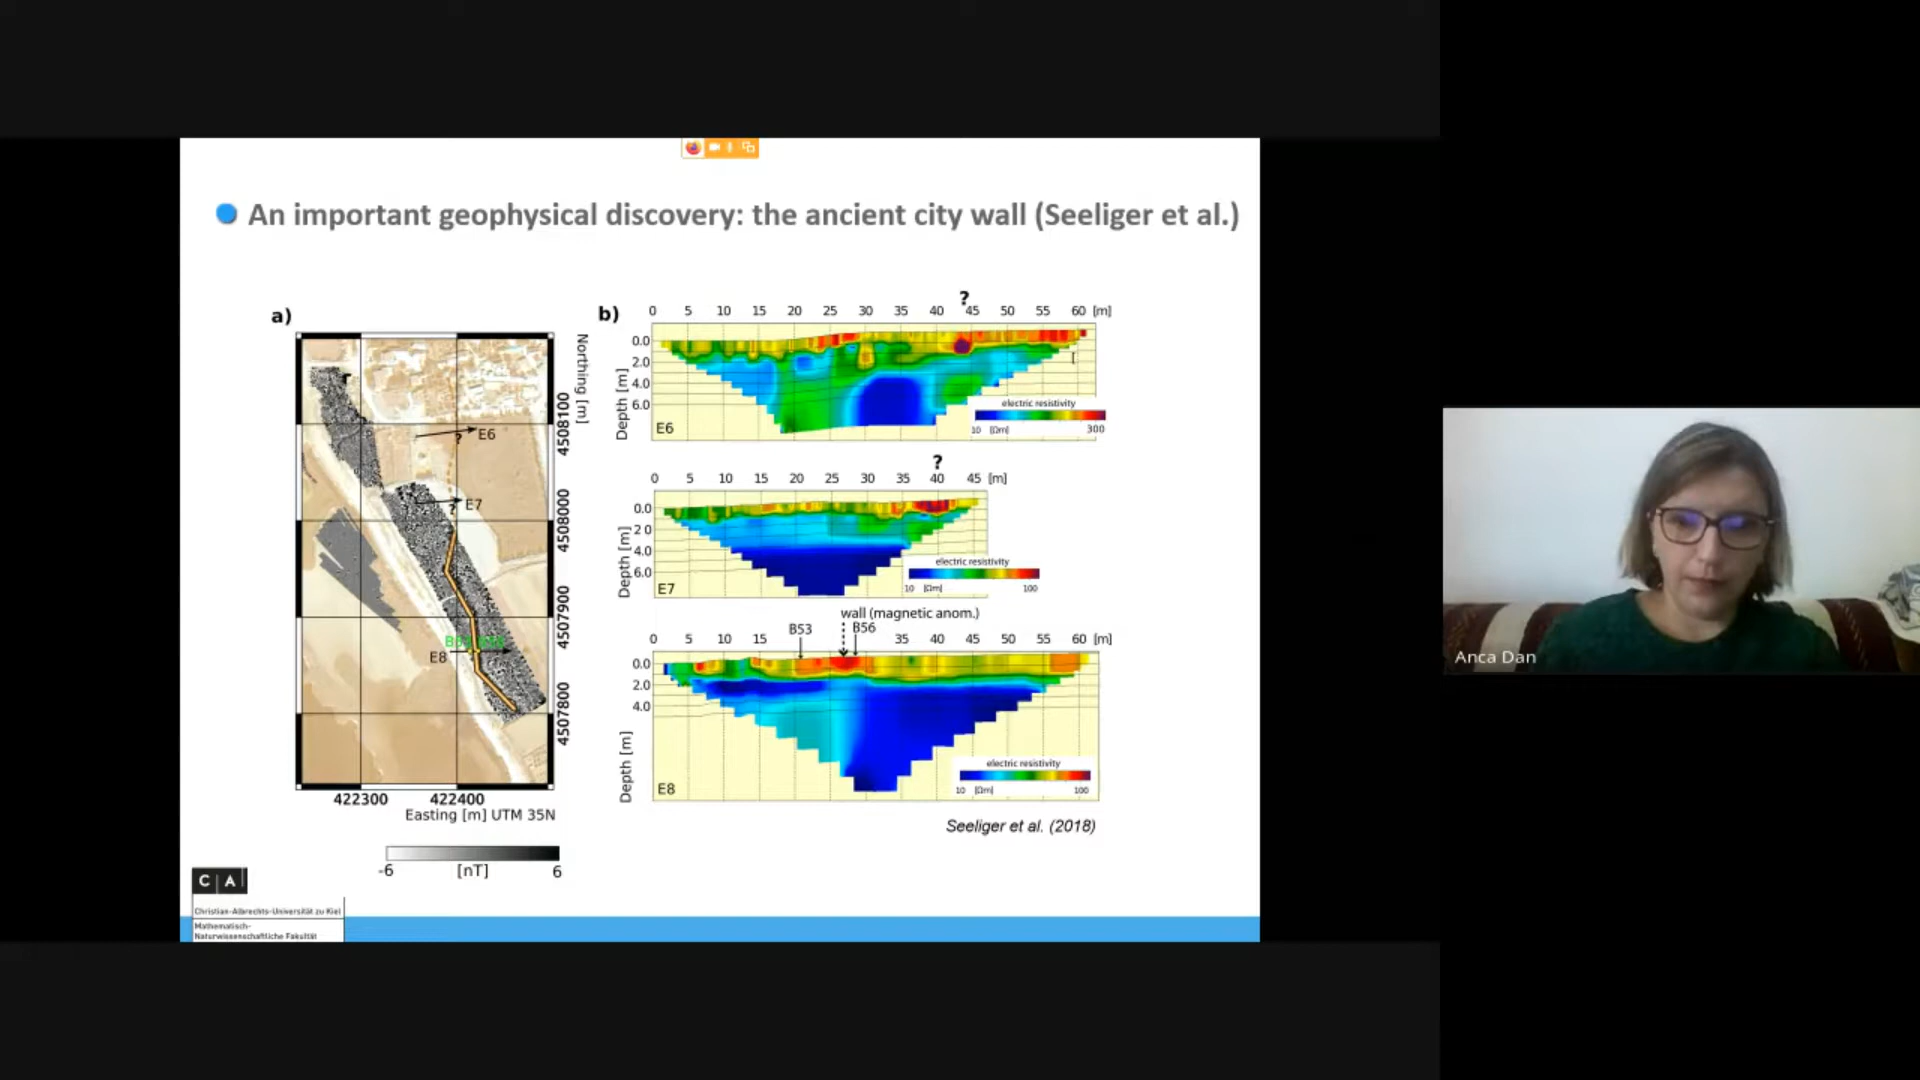 An important geophysical discovery: the ancient city wall (Seeliger et al.)
a)
Northing [m]
4508100
4508000
4507900
4507800
E6
?
E7
?
E8
422300 422400
Easting [m] UTM 35N
-6 [nT] 6
b)
?
0 5 10 15 20 25 30 35 40 45 50 55 60 [m]
0.0
2.0
4.0
6.0
Depth [m]
E6
electric resistivity
10 [Ωm] 300
?
0 5 10 15 20 25 30 35 40 45 [m]
0.0
2 0
4.0
6.0
Depth [m]
E7
electric resistivity
10 [Ωm] 100
wall (magnetic anom.)
B53 B56
0 5 10 15 35 40 45 50 55 60 [m]
0.0
2.0
4.0
Depth [m]
E8
electric resistivity
10 [Ωm] 100
Seeliger et al. (2018)
C A
Christian-Albrechts-Universität zu Kiel
Mathematisch-
Naturwissenschaftliche Fakultät
Anca Dan